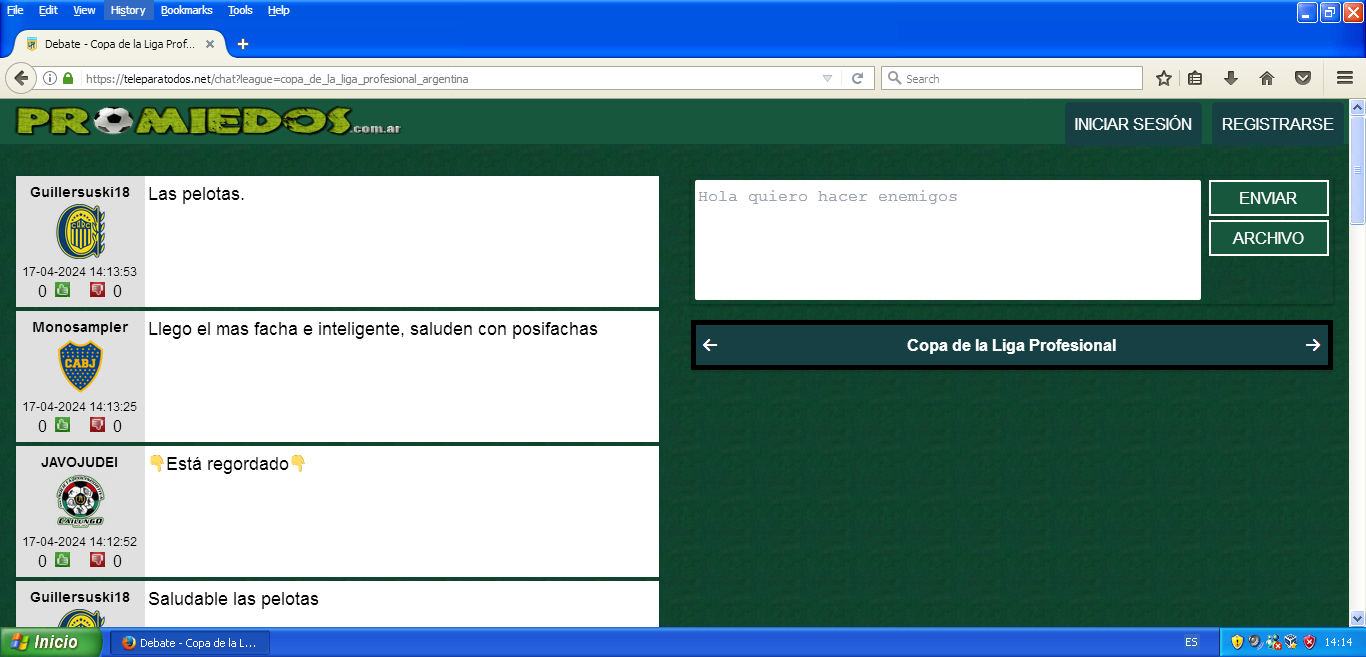 File Edit View History Bookmarks Tools Help
Debate - Copa de la Liga Prof...
https://teleparatodos.net/chat?league=copa_de_la_liga_profesional_argentina
Search
PROMIEDOS.com.ar
INICIAR SESIÓN
REGISTRARSE
Guillersuski18
17-04-2024 14:13:53
0 0
Las pelotas.
Monosampler
CABJ
17-04-2024 14:13:25
0 0
Llego el mas facha e inteligente, saluden con posifachas
JAVOJUDEI
CAILUNGO
17-04-2024 14:12:52
0 0
👇Está regordado👇
Guillersuski18
Saludable las pelotas
Hola quiero hacer enemigos
ENVIAR
ARCHIVO
Copa de la Liga Profesional
Inicio
Debate - Copa de la L...
ES
14:14